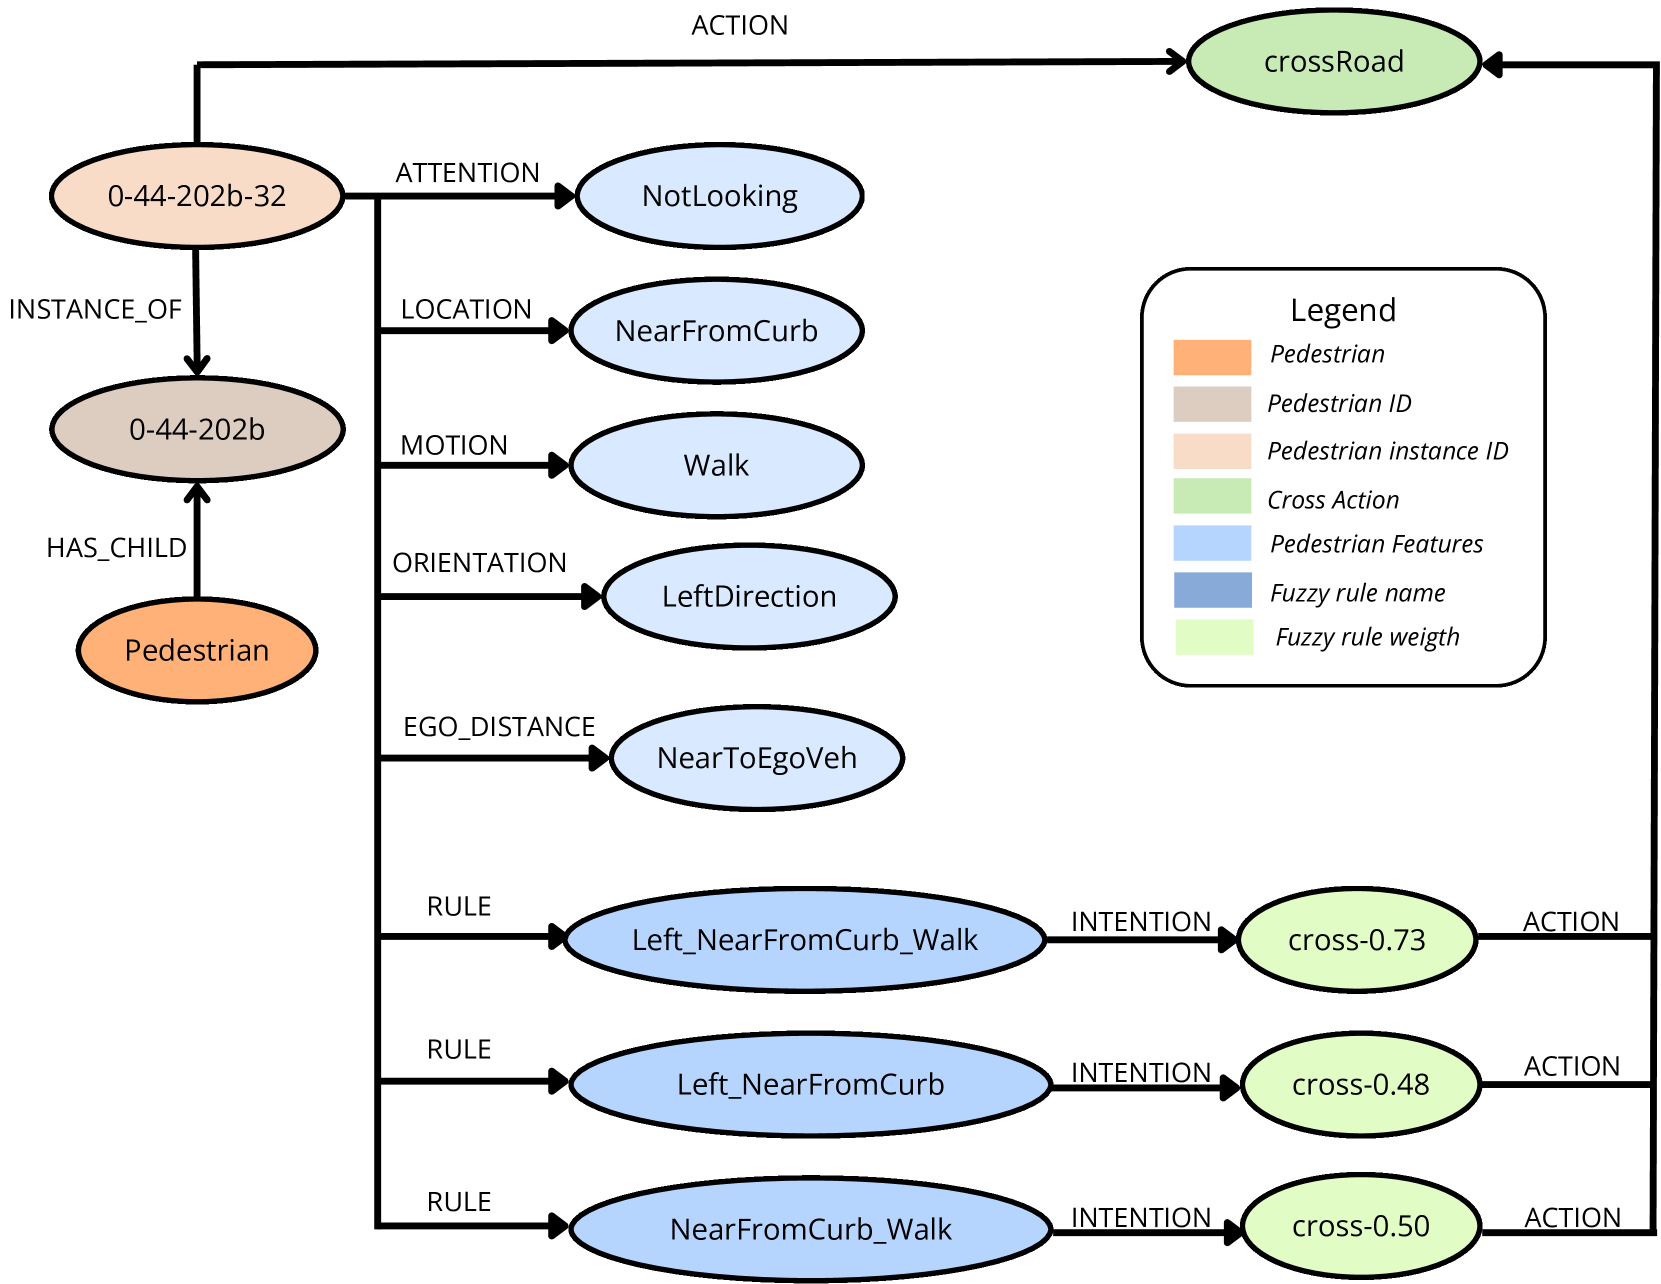 ACTION
crossRoad
0-44-202b-32
ATTENTION
NotLooking
INSTANCE_OF
LOCATION
NearFromCurb
Legend
Pedestrian
Pedestrian ID
Pedestrian instance ID
Cross Action
Pedestrian Features
Fuzzy rule name
Fuzzy rule weigth
0-44-202b
MOTION
Walk
HAS_CHILD
ORIENTATION
LeftDirection
Pedestrian
EGO_DISTANCE
NearToEgoVeh
RULE
Left_NearFromCurb_Walk
INTENTION
cross-0.73
ACTION
RULE
Left_NearFromCurb
INTENTION
cross-0.48
ACTION
RULE
NearFromCurb_Walk
INTENTION
cross-0.50
ACTION